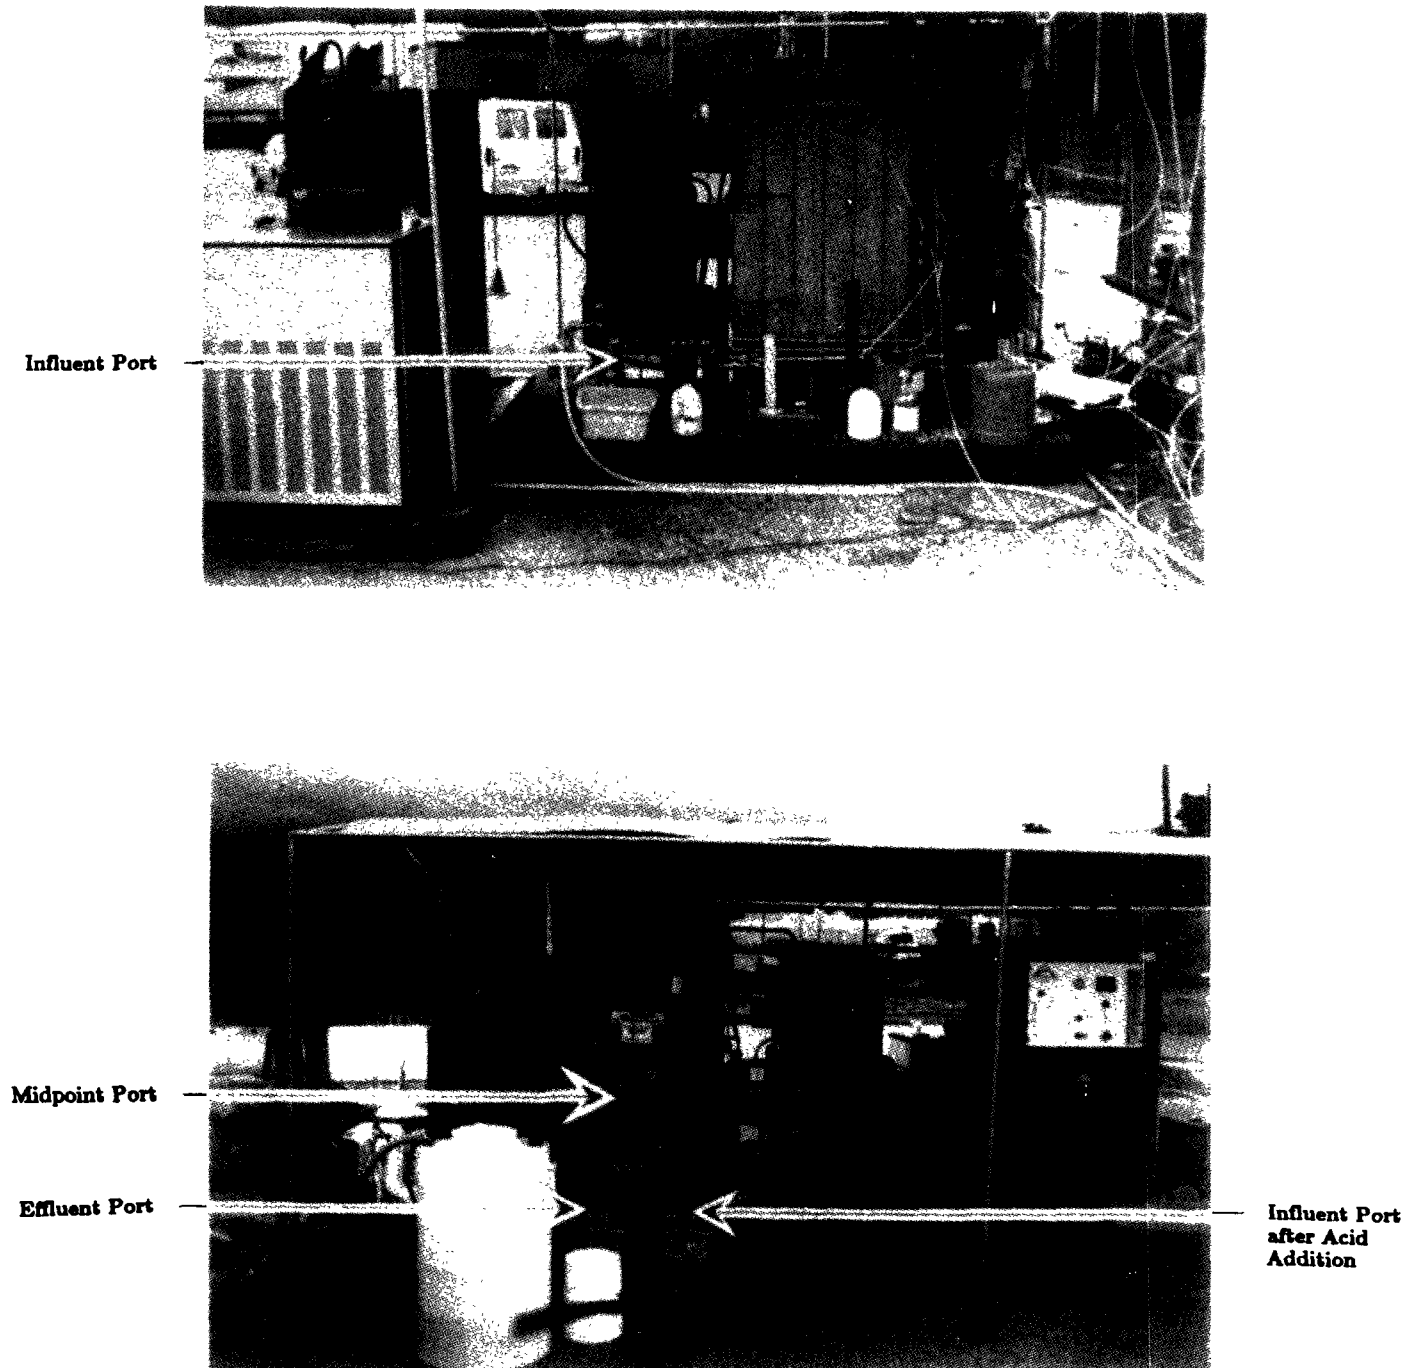 Influent Port
Midpoint Port
Effluent Port
Influent Port
after Acid
Addition